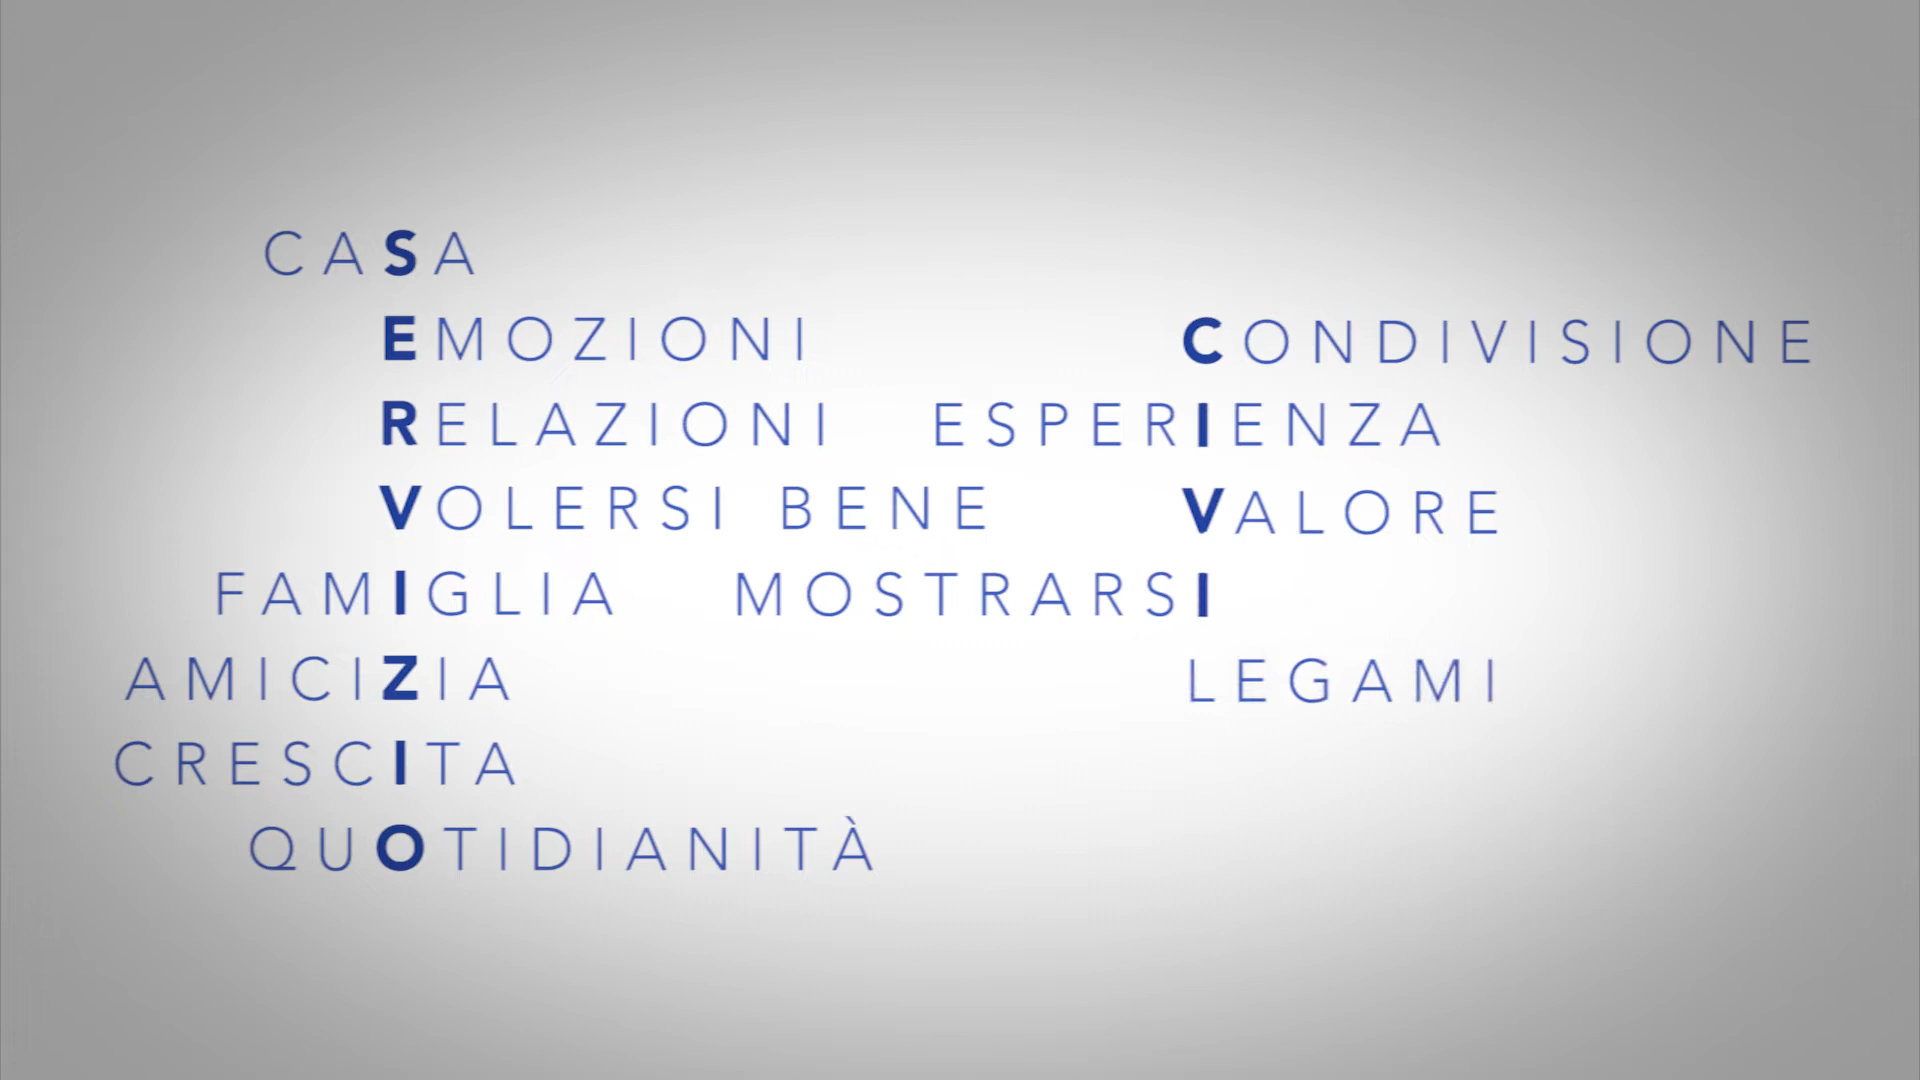 CASA
EMOZIONI CONDIVISIONE
RELAZIONI ESPERIENZA
VOLERSI BENE VALORE
FAMIGLIA MOSTRARSI
AMICIZIA LEGAMI
CRESCITA
QUOTIDIANITÀ